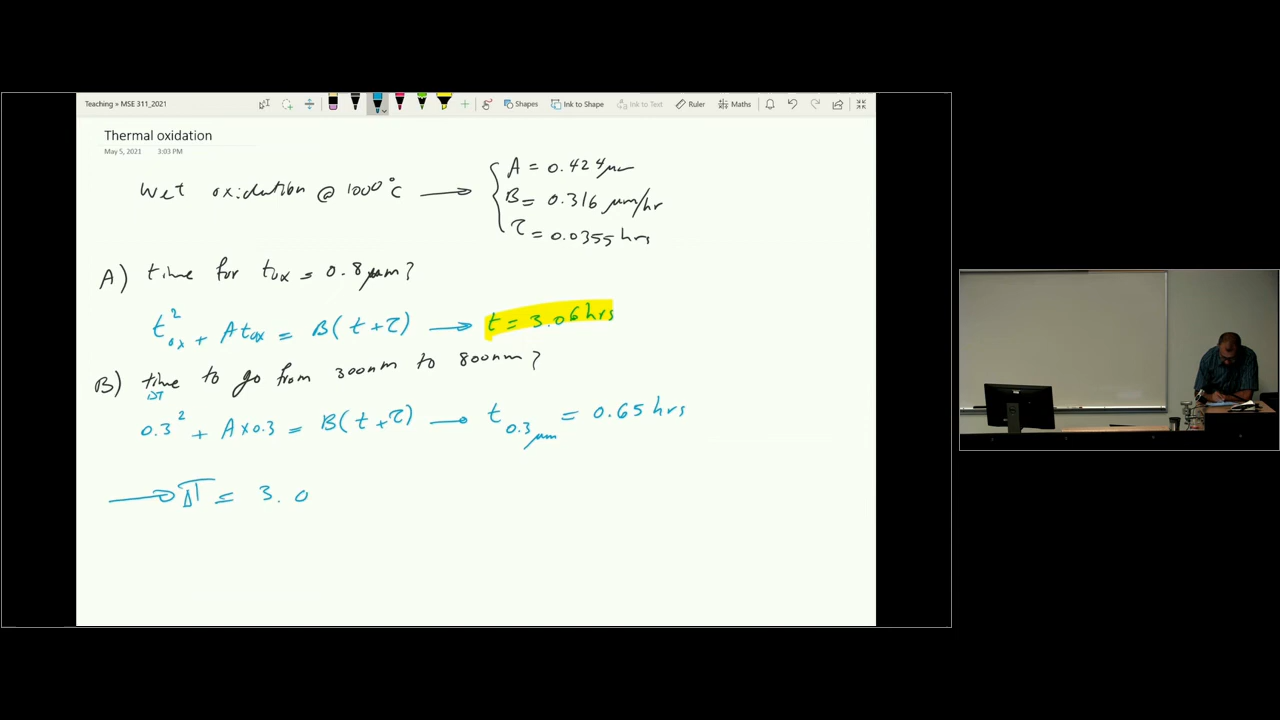 Teaching » MSE 311_2021
Shapes Ink to Shape Ink to Text Ruler Maths
Thermal oxidation
May 5, 2021 3:03 PM
Wet oxidation @ 1000°C → { A = 0.424 μm
B = 0.316 μm/hr
τ = 0.0355 hrs
A) time for tox = 0.8 μm?
t²ox + Atox = B(t+τ) → t = 3.06 hrs
B) time to go from 300nm to 800nm?
ΔT
0.3² + A×0.3 = B(t+τ) → t0.3μm = 0.65 hrs
→ ΔT = 3.0